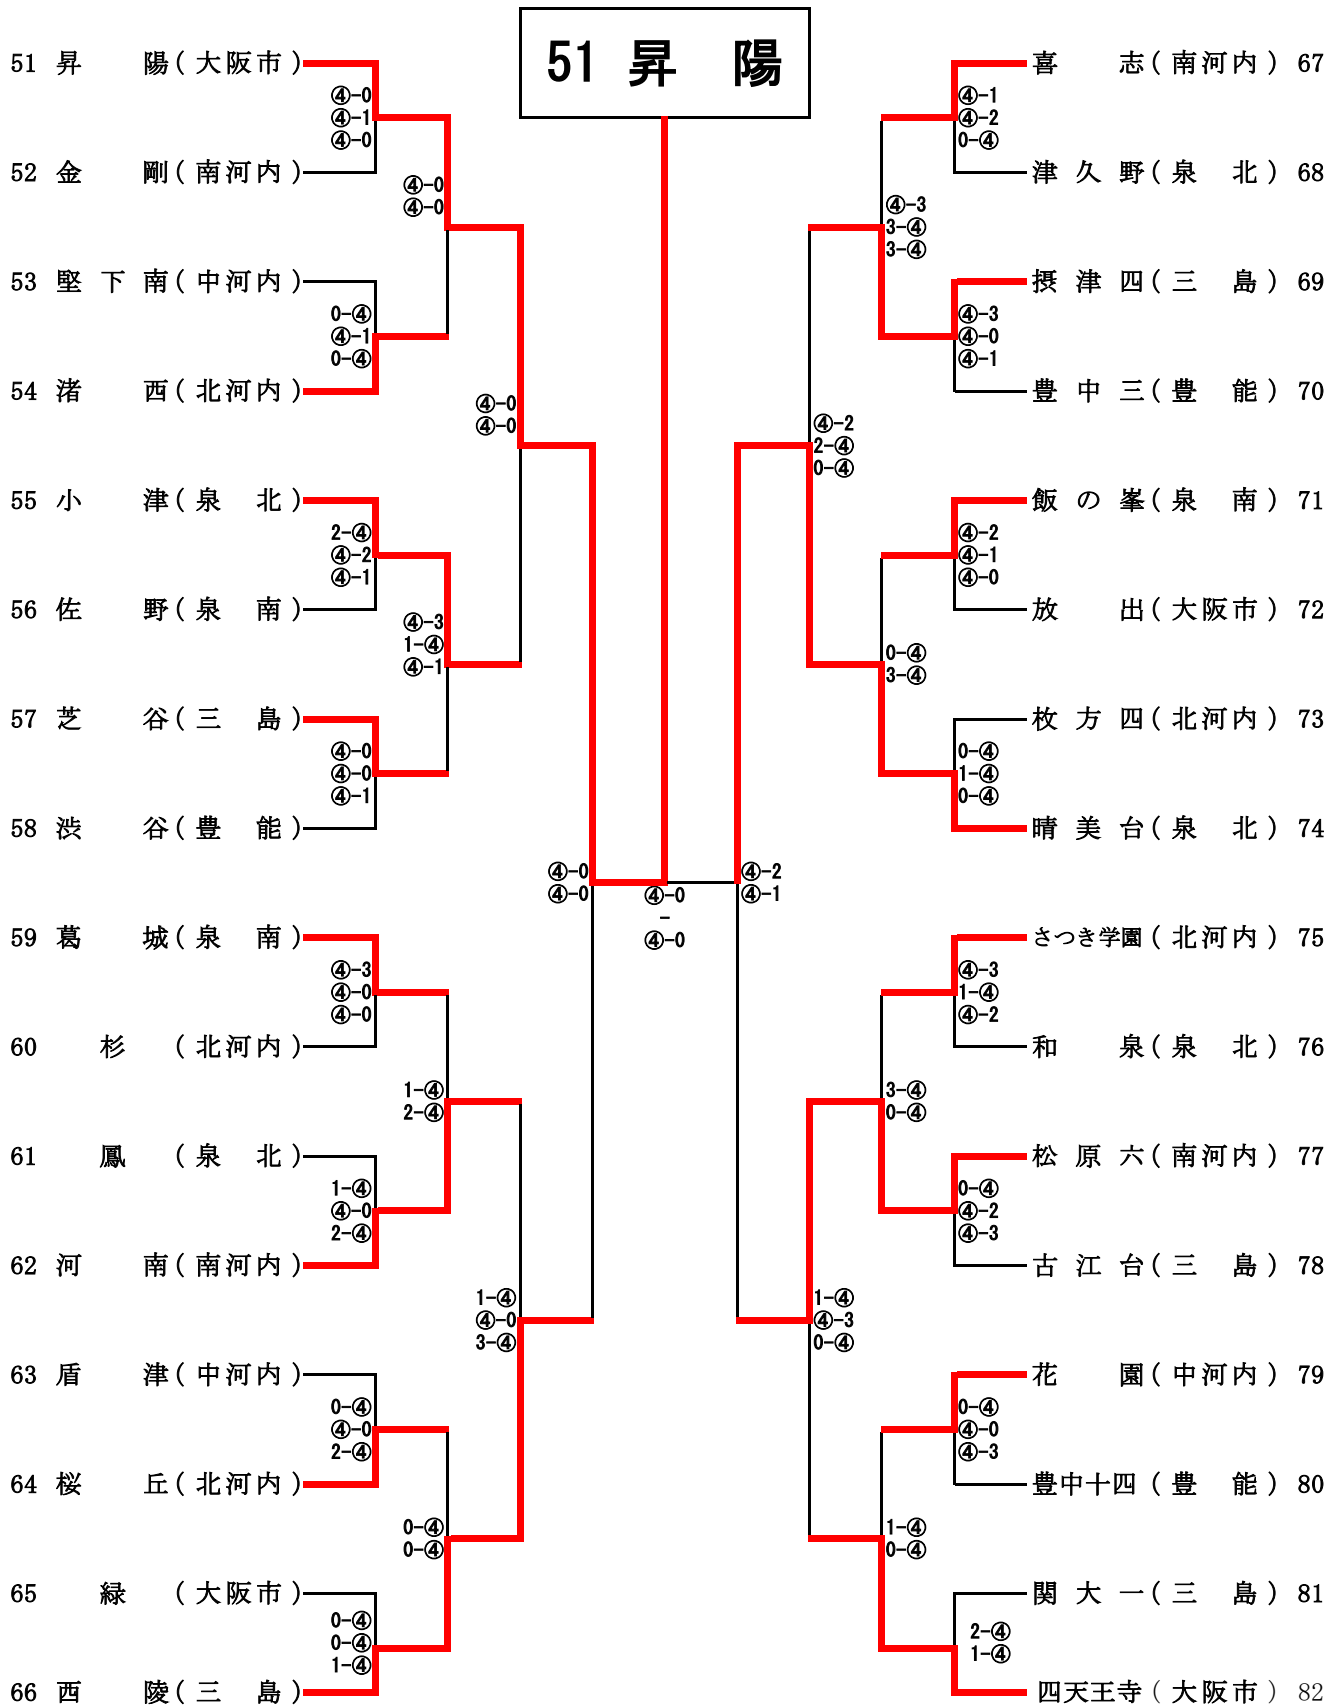 51 昇 陽
51 昇 陽(大阪市)
④-0
④-1
④-0
52 金 剛(南河内)
④-0
④-0
53 堅下南(中河内)
0-④
④-1
0-④
54 渚 西(北河内)
④-0
④-0
55 小 津(泉 北)
2-④
④-2
④-1
56 佐 野(泉 南)
④-3
1-④
④-1
57 芝 谷(三 島)
④-0
④-0
④-1
58 渋 谷(豊 能)
④-0
④-0
59 葛 城(泉 南)
④-3
④-0
④-0
60 杉 (北河内)
1-④
2-④
61 鳳 (泉 北)
1-④
④-0
2-④
62 河 南(南河内)
1-④
④-0
3-④
63 盾 津(中河内)
0-④
④-0
2-④
64 桜 丘(北河内)
0-④
0-④
65 緑 (大阪市)
0-④
0-④
1-④
66 西 陵(三 島)
④-0
-
④-0
喜 志(南河内) 67
④-1
④-2
0-④
津久野(泉 北) 68
④-3
3-④
3-④
摂津四(三 島) 69
④-3
④-0
④-1
豊中三(豊 能) 70
④-2
2-④
0-④
飯の峯(泉 南) 71
④-2
④-1
④-0
放 出(大阪市) 72
0-④
3-④
枚方四(北河内) 73
0-④
1-④
0-④
晴美台(泉 北) 74
④-2
④-1
さつき学園(北河内) 75
④-3
1-④
④-2
和 泉(泉 北) 76
3-④
0-④
松原六(南河内) 77
0-④
④-2
④-3
古江台(三 島) 78
1-④
④-3
0-④
花 園(中河内) 79
0-④
④-0
④-3
豊中十四(豊 能) 80
1-④
0-④
関大一(三 島) 81
2-④
1-④
四天王寺(大阪市) 82